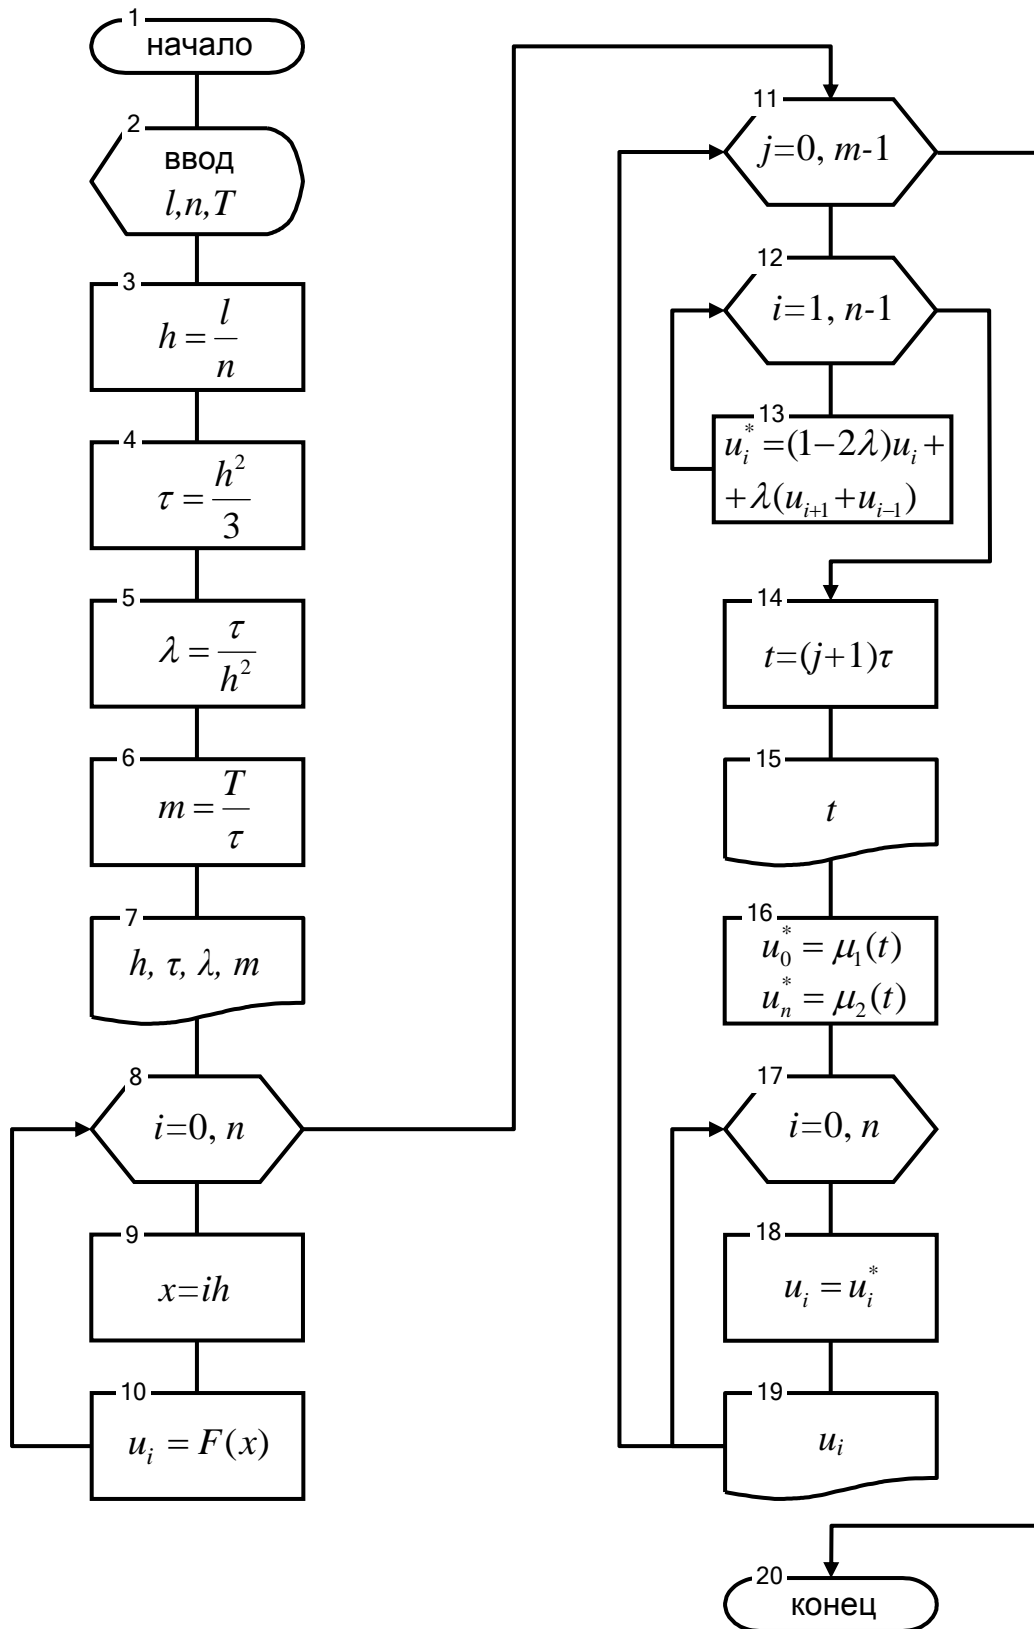 1
начало
2
ввод
l,n,T
3
h = l/n
4
τ = h²/3
5
λ = τ/h²
6
m = T/τ
7
h, τ, λ, m
8
i=0, n
9
x=ih
10
u_i = F(x)
11
j=0, m-1
12
i=1, n-1
13
u_i^* =(1−2λ)u_i +
+ λ(u_{i+1} +u_{i−1})
14
t=(j+1)τ
15
t
16
u_0^* = μ_1(t)
u_n^* = μ_2(t)
17
i=0, n
18
u_i = u_i^*
19
u_i
20
конец